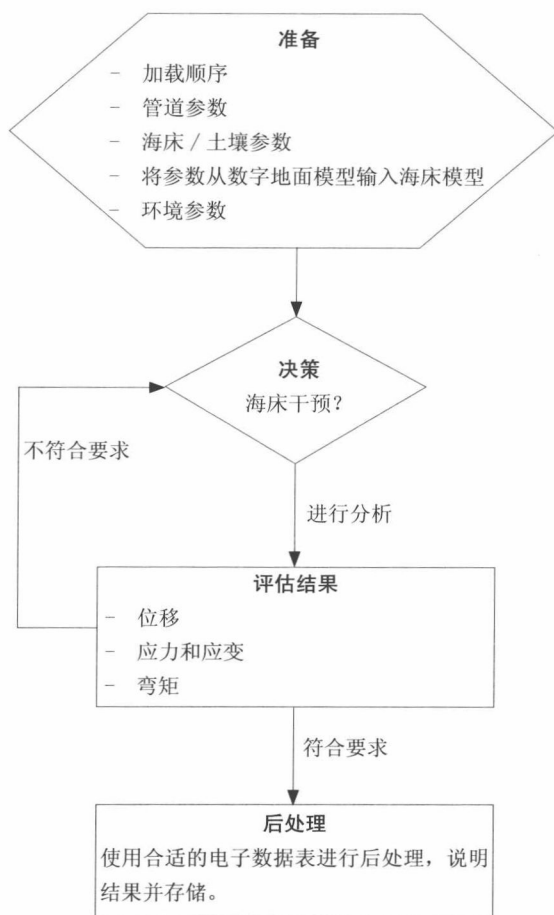 准备
- 加载顺序
- 管道参数
- 海床 / 土壤参数
- 将参数从数字地面模型输入海床模型
- 环境参数
决策
海床干预？
不符合要求
进行分析
评估结果
- 位移
- 应力和应变
- 弯矩
符合要求
后处理
使用合适的电子数据表进行后处理，说明
结果并存储。